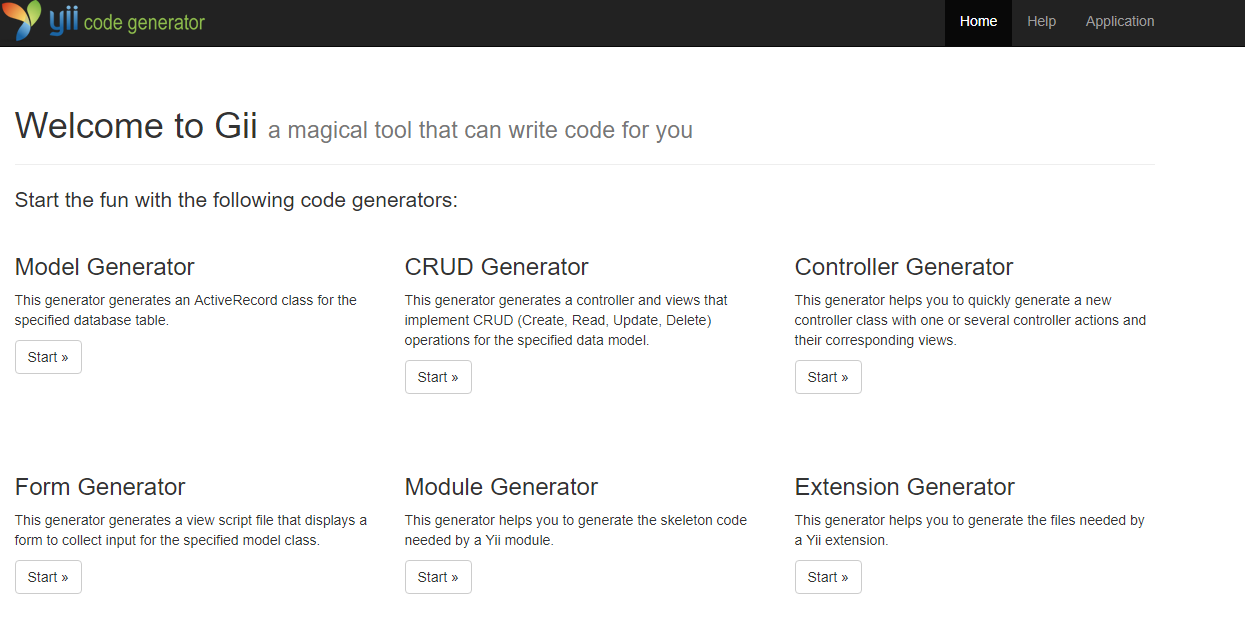 yii code generator
Home
Help
Application
Welcome to Gii a magical tool that can write code for you
Start the fun with the following code generators:
Model Generator
This generator generates an ActiveRecord class for the
specified database table.
Start »
CRUD Generator
This generator generates a controller and views that
implement CRUD (Create, Read, Update, Delete)
operations for the specified data model.
Start »
Controller Generator
This generator helps you to quickly generate a new
controller class with one or several controller actions and
their corresponding views.
Start »
Form Generator
This generator generates a view script file that displays a
form to collect input for the specified model class.
Start »
Module Generator
This generator helps you to generate the skeleton code
needed by a Yii module.
Start »
Extension Generator
This generator helps you to generate the files needed by
a Yii extension.
Start »